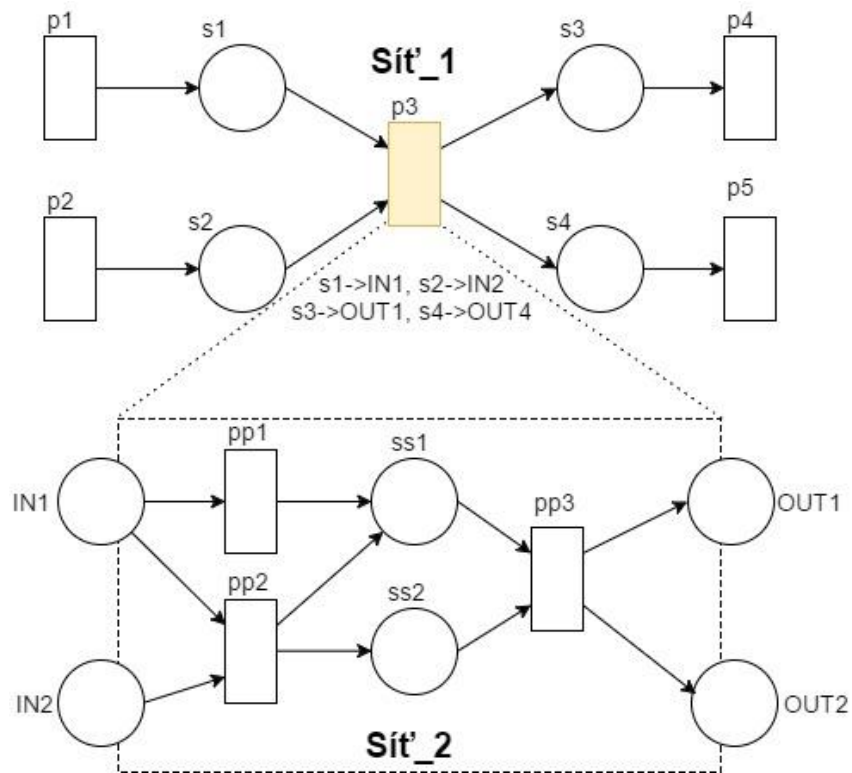 p1
s1
s3
p4
Síť_1
p3
p2
s2
s4
p5
s1->IN1, s2->IN2
s3->OUT1, s4->OUT4
pp1
ss1
IN1
pp3
OUT1
pp2
ss2
IN2
OUT2
Síť_2